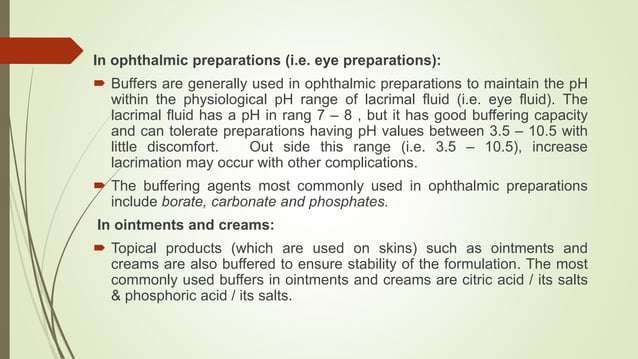 In ophthalmic preparations (i.e. eye preparations):
Buffers are generally used in ophthalmic preparations to maintain the pH
within the physiological pH range of lacrimal fluid (i.e. eye fluid). The
lacrimal fluid has a pH in rang 7 – 8 , but it has good buffering capacity
and can tolerate preparations having pH values between 3.5 – 10.5 with
little discomfort. Out side this range (i.e. 3.5 – 10.5), increase
lacrimation may occur with other complications.
The buffering agents most commonly used in ophthalmic preparations
include borate, carbonate and phosphates.
In ointments and creams:
Topical products (which are used on skins) such as ointments and
creams are also buffered to ensure stability of the formulation. The most
commonly used buffers in ointments and creams are citric acid / its salts
& phosphoric acid / its salts.